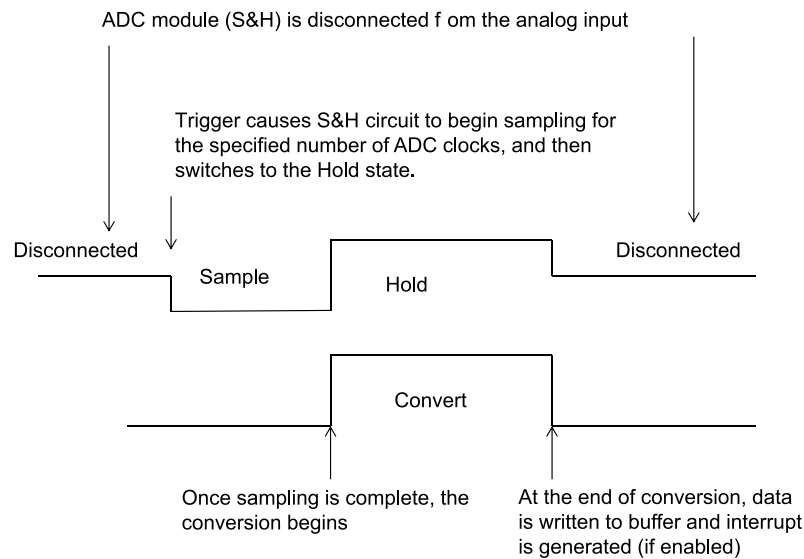 ADC module (S&H) is disconnected f om the analog input
Trigger causes S&H circuit to begin sampling for
the specified number of ADC clocks, and then
switches to the Hold state.
Disconnected
Sample
Hold
Disconnected
Convert
Once sampling is complete, the
conversion begins
At the end of conversion, data
is written to buffer and interrupt
is generated (if enabled)